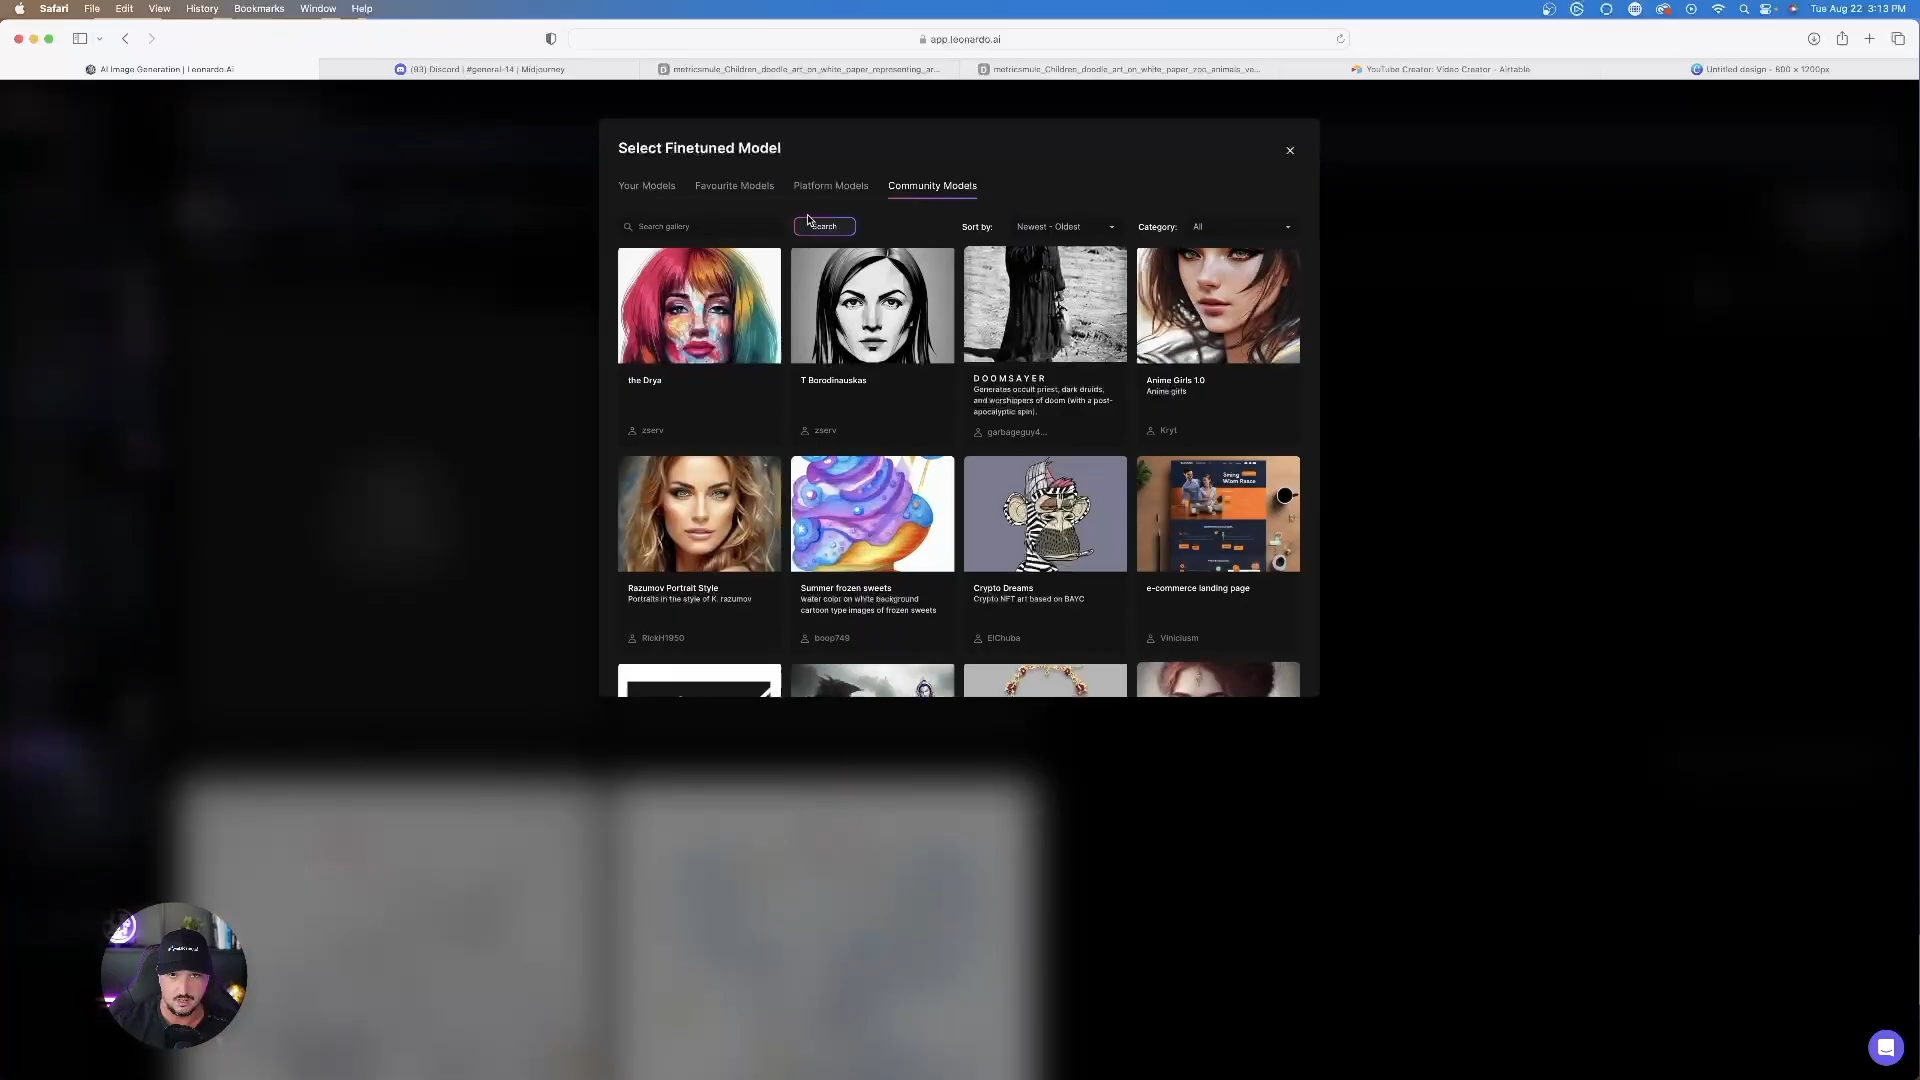 Safari File Edit View History Bookmarks Window Help Tue Aug 22 3:13 PM
app.leonardo.ai
AI Image Generation | Leonardo.Ai
(93) Discord | #general-14 | Midjourney
metricsmule_Children_doodle_art_on_white_paper_representing_ar...
metricsmule_Children_doodle_art_on_white_paper_zoo_animals_ve...
YouTube Creator: Video Creator - Airtable
Untitled design - 800 × 1200px
Select Finetuned Model
Your Models Favourite Models Platform Models Community Models
Search gallery Search Sort by: Newest - Oldest Category: All
the Drya
zserv
T Borodinauskas
zserv
DOOMSAYER
Generates occult priest, dark druids,
and worshippers of doom (with a post-
apocalyptic spin).
garbageguy4...
Anime Girls 1.0
Anime girls
Kryt
Razumov Portrait Style
Portraits in the style of K. razumov
RickH1950
Summer frozen sweets
water color on white background
cartoon type images of frozen sweets
boop749
Crypto Dreams
Crypto NFT art based on BAYC
ElChuba
e-commerce landing page
Viniciusm